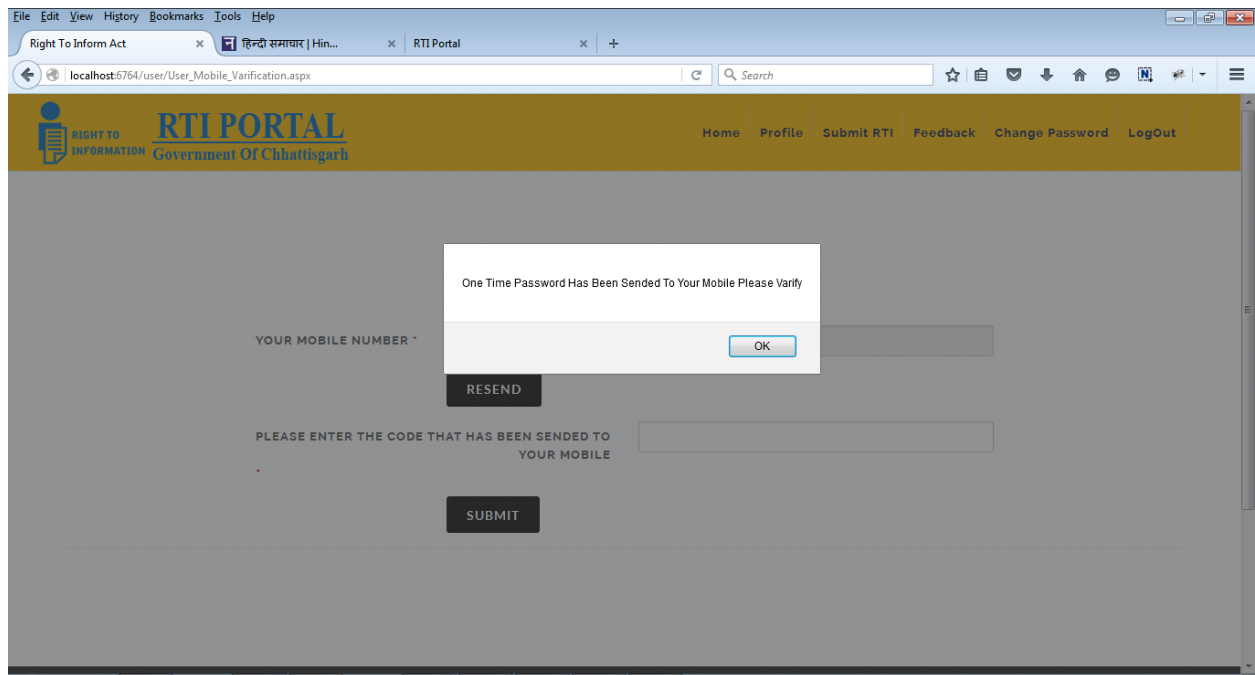 File Edit View History Bookmarks Tools Help
Right To Inform Act × हिन्दी समाचार | Hin... × RTI Portal × +
localhost:6764/user/User_Mobile_Varification.aspx Search
RIGHT TO INFORMATION
RTI PORTAL
Government Of Chhattisgarh
Home Profile Submit RTI Feedback Change Password LogOut
One Time Password Has Been Sended To Your Mobile Please Varify
OK
YOUR MOBILE NUMBER *
RESEND
PLEASE ENTER THE CODE THAT HAS BEEN SENDED TO
YOUR MOBILE
*
SUBMIT